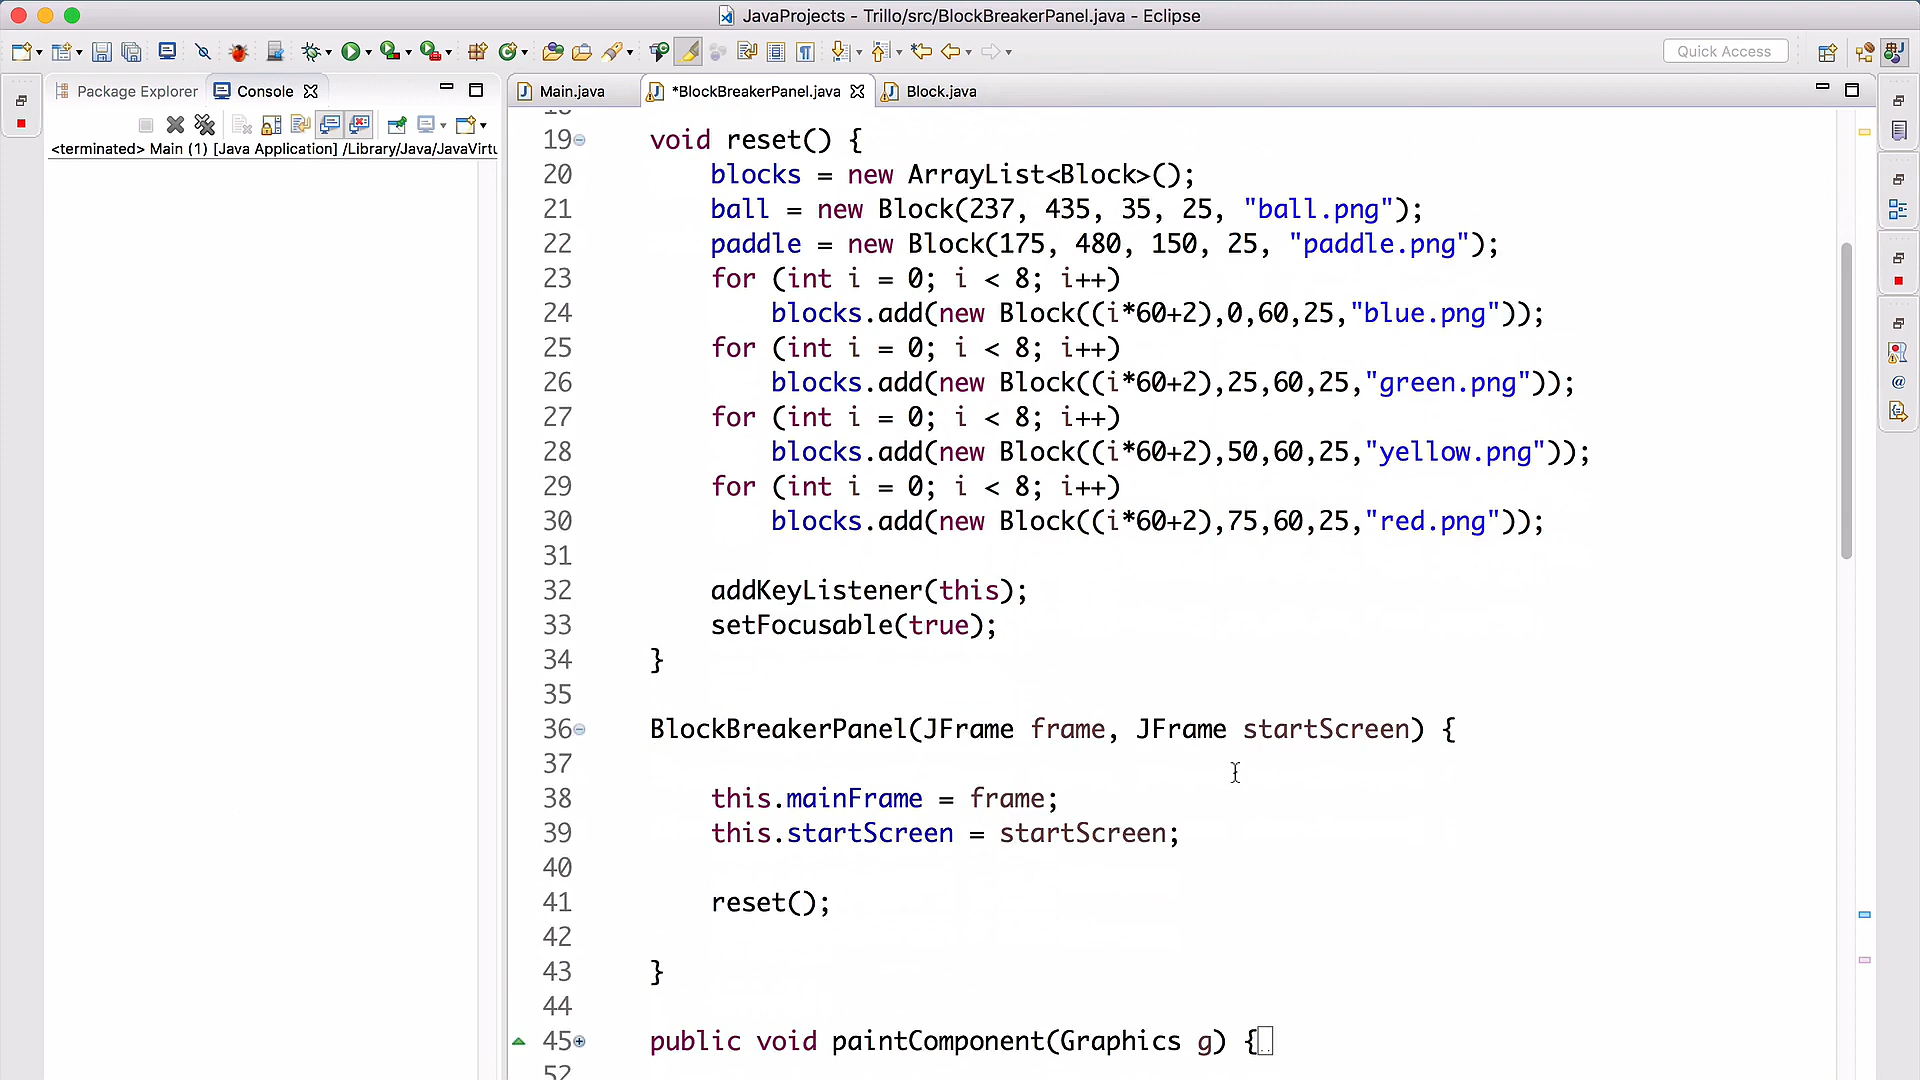 JavaProjects - Trillo/src/BlockBreakerPanel.java - Eclipse
Quick Access
Package Explorer
Console
Main.java
*BlockBreakerPanel.java
Block.java
<terminated> Main (1) [Java Application] /Library/Java/JavaVirtu
18
19 void reset() {
20 blocks = new ArrayList<Block>();
21 ball = new Block(237, 435, 35, 25, "ball.png");
22 paddle = new Block(175, 480, 150, 25, "paddle.png");
23 for (int i = 0; i < 8; i++)
24 blocks.add(new Block((i*60+2),0,60,25,"blue.png"));
25 for (int i = 0; i < 8; i++)
26 blocks.add(new Block((i*60+2),25,60,25,"green.png"));
27 for (int i = 0; i < 8; i++)
28 blocks.add(new Block((i*60+2),50,60,25,"yellow.png"));
29 for (int i = 0; i < 8; i++)
30 blocks.add(new Block((i*60+2),75,60,25,"red.png"));
31
32 addKeyListener(this);
33 setFocusable(true);
34 }
35
36 BlockBreakerPanel(JFrame frame, JFrame startScreen) {
37
38 this.mainFrame = frame;
39 this.startScreen = startScreen;
40
41 reset();
42
43 }
44
45 public void paintComponent(Graphics g) {
52